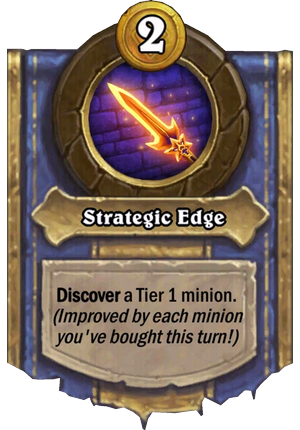 2
Strategic Edge
Discover a Tier 1 minion.
(Improved by each minion
you've bought this turn!)